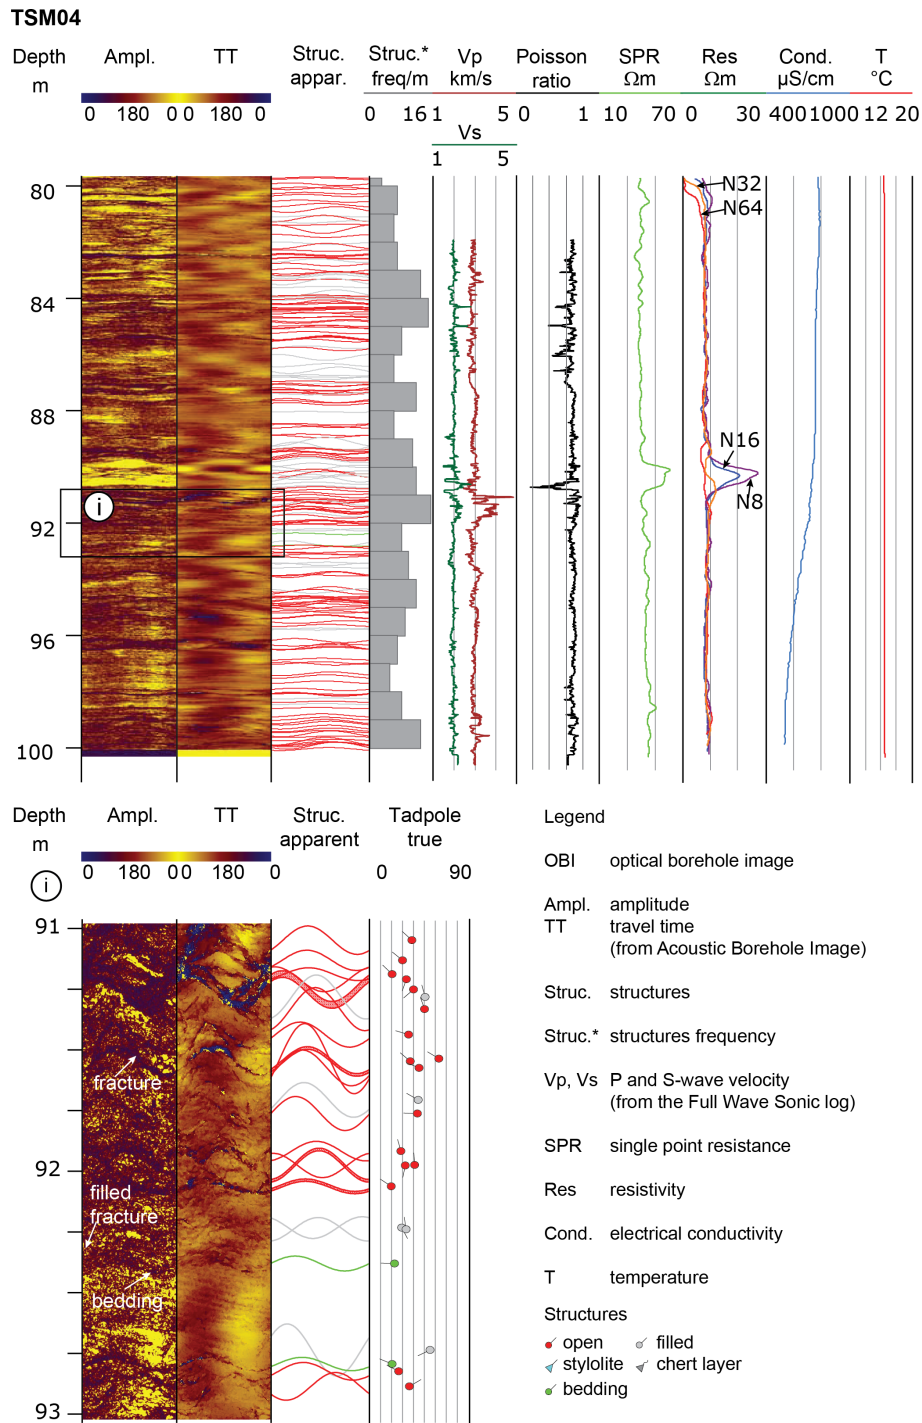 TSM04
Depth Ampl. TT Struc. Struc.* Vp Poisson SPR Res Cond. T
m appar. freq/m km/s ratio Ωm Ωm µS/cm °C
0 180 0 0 180 0 0 16 1 5 0 1 10 70 0 30 400 1000 0 12 20
Vs
1 5
80
N32
N64
84
88
N16
N8
i
92
96
100
Depth Ampl. TT Struc. Tadpole
m apparent true
0 180 0 0 180 0 0 90
i
91
fracture
92
filled
fracture
bedding
93
Legend
OBI optical borehole image
Ampl. amplitude
TT travel time
(from Acoustic Borehole Image)
Struc. structures
Struc.* structures frequency
Vp, Vs P and S-wave velocity
(from the Full Wave Sonic log)
SPR single point resistance
Res resistivity
Cond. electrical conductivity
T temperature
Structures
open filled
stylolite chert layer
bedding